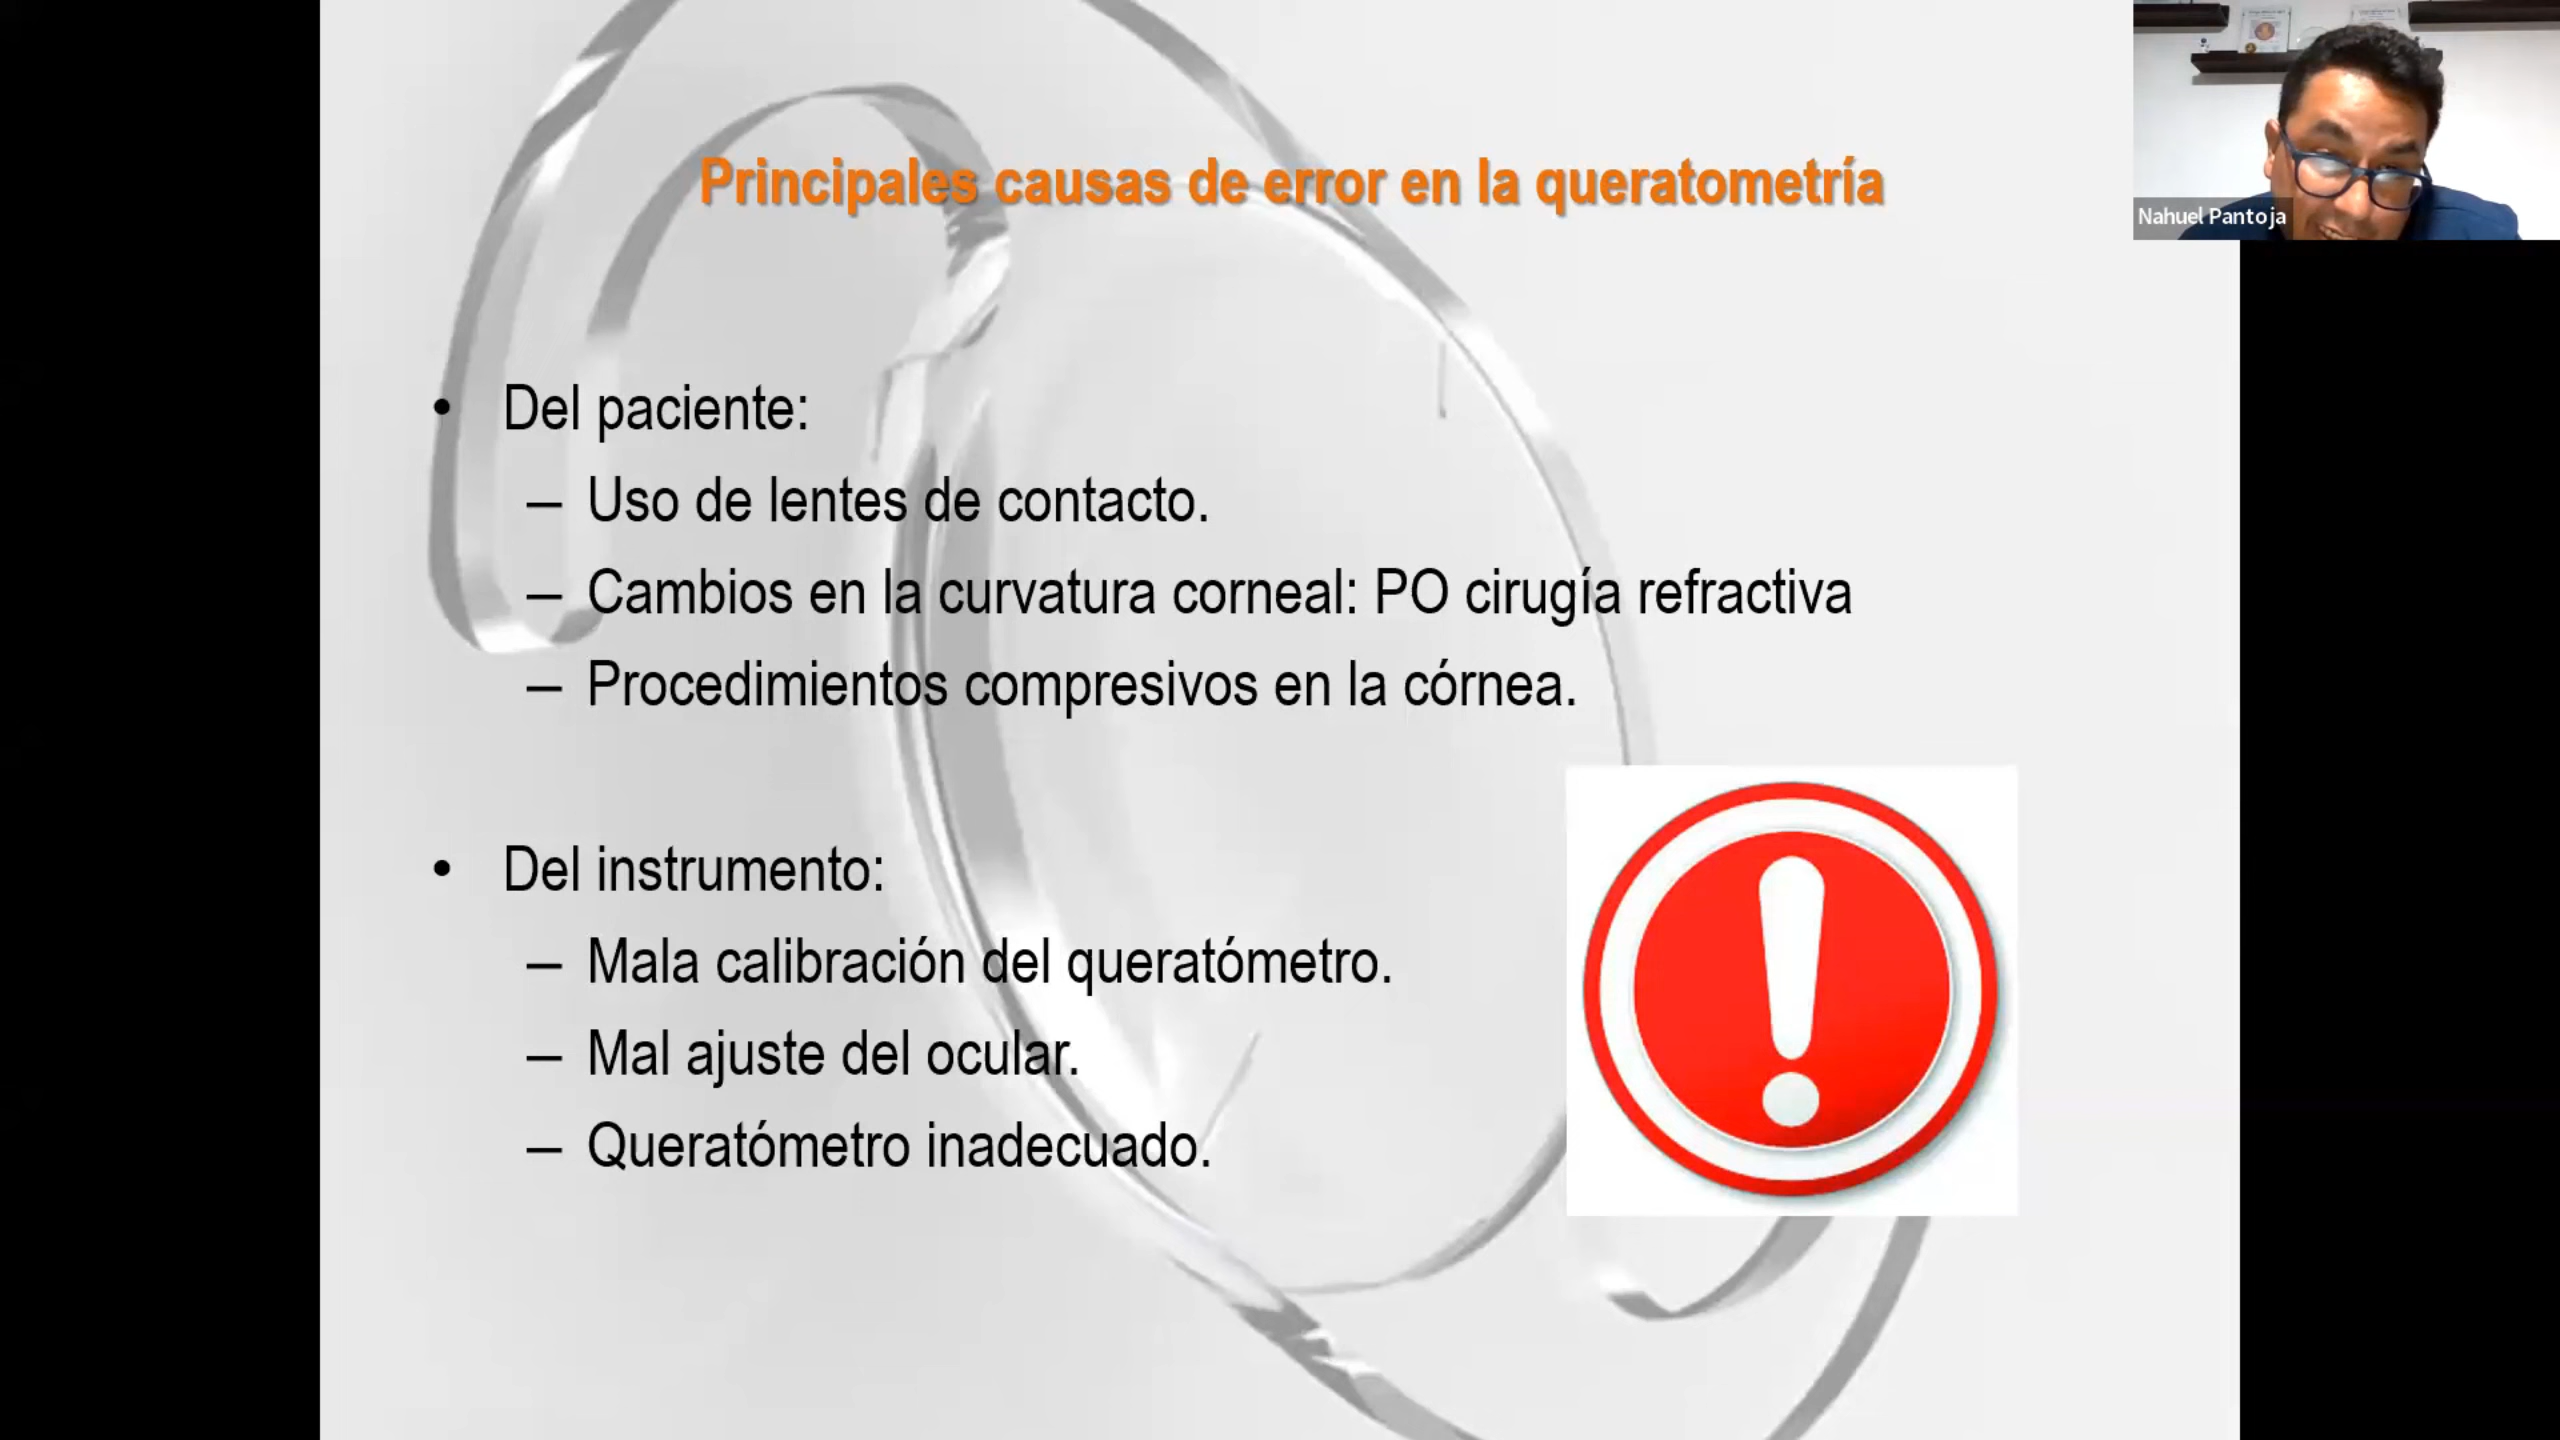 Principales causas de error en la queratometría
Nahuel Pantoja
• Del paciente:
– Uso de lentes de contacto.
– Cambios en la curvatura corneal: PO cirugía refractiva
– Procedimientos compresivos en la córnea.
• Del instrumento:
– Mala calibración del queratómetro.
– Mal ajuste del ocular.
– Queratómetro inadecuado.